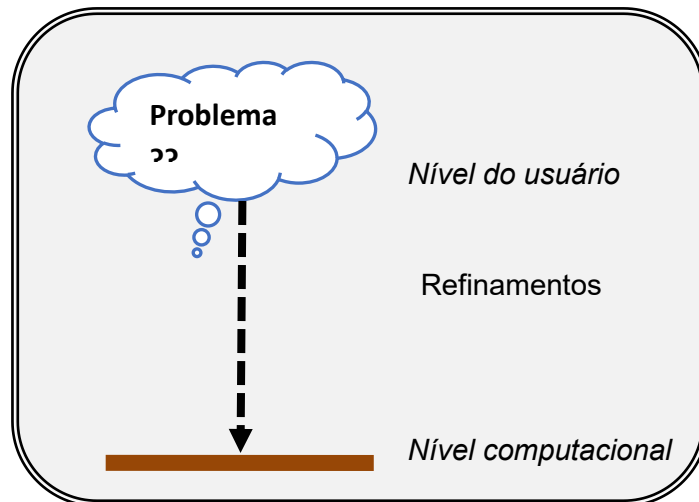 Problema
Nível do usuário
Refinamentos
Nível computacional